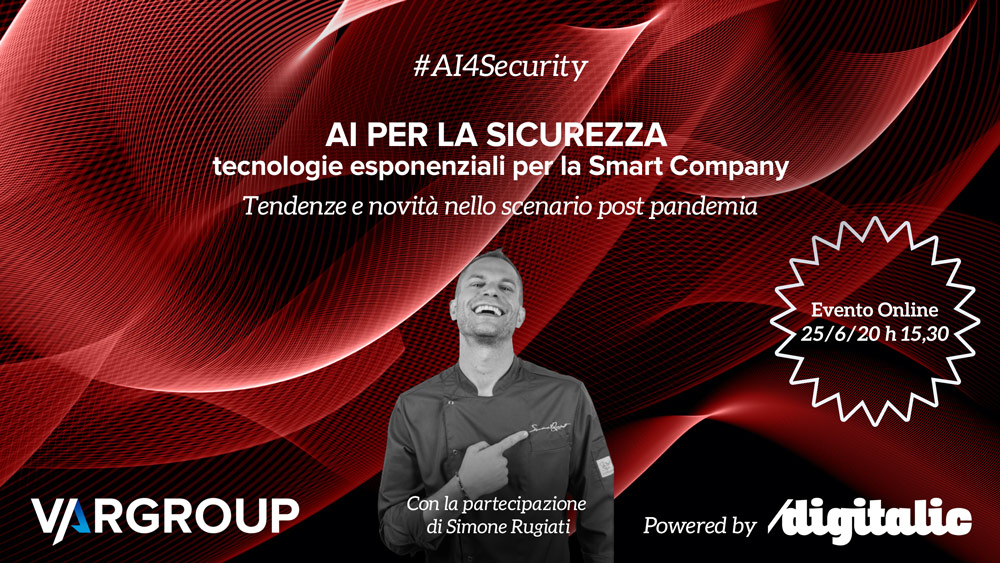 #AI4Security
AI PER LA SICUREZZA
tecnologie esponenziali per la Smart Company
Tendenze e novità nello scenario post pandemia
Evento Online
25/6/20 h 15,30
Con la partecipazione
di Simone Rugiati
VARGROUP
Powered by digitalic